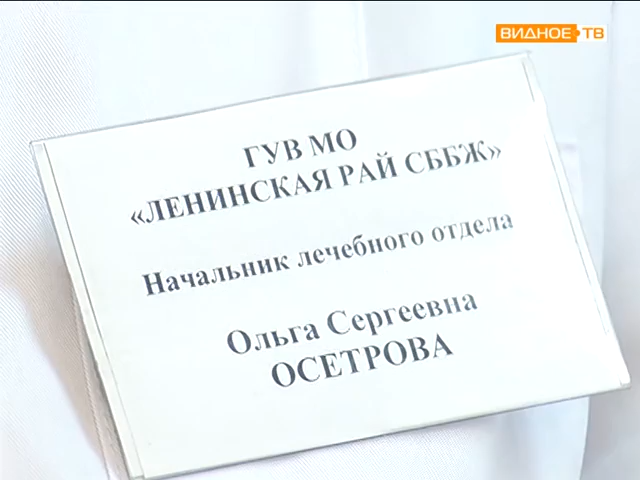 ВИДНОЕ ТВ
ГУВ МО
«ЛЕНИНСКАЯ РАЙ СББЖ»
Начальник лечебного отдела
Ольга Сергеевна
ОСЕТРОВА